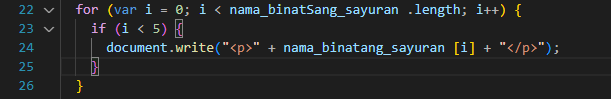 22 for (var i = 0; i < nama_binatSang_sayuran .length; i++) {
23 if (i < 5) {
24 document.write("<p>" + nama_binatang_sayuran [i] + "</p>");
25 }
26 }